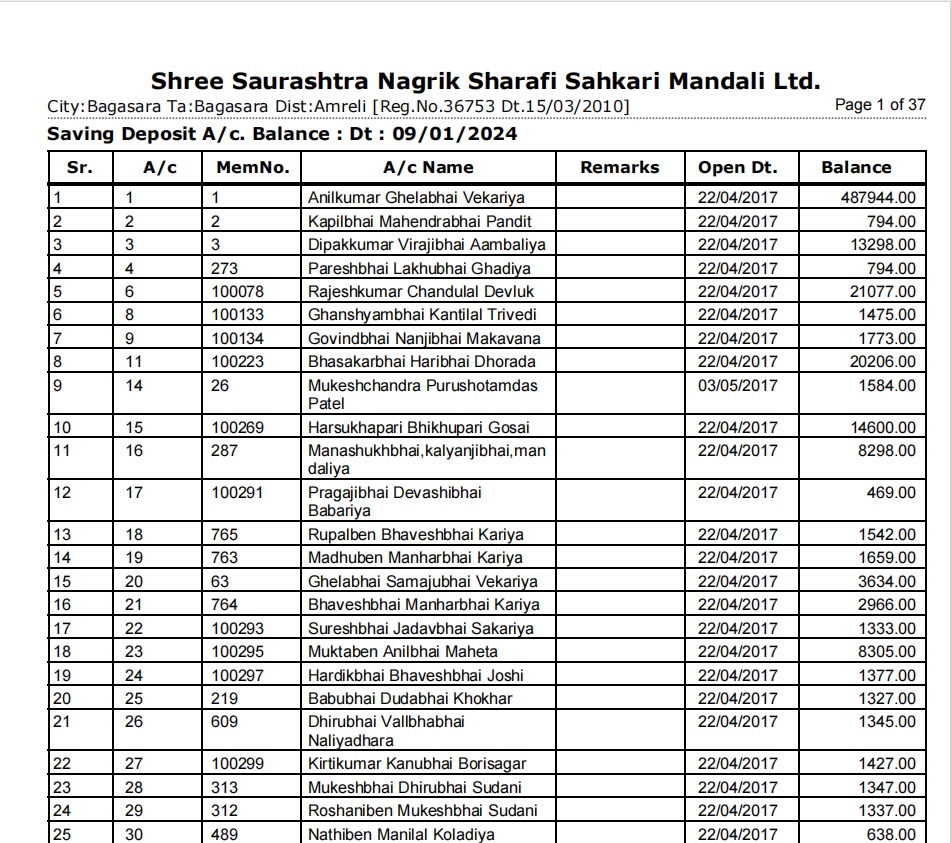 Shree Saurashtra Nagrik Sharafi Sahkari Mandali Ltd.
City:Bagasara Ta:Bagasara Dist:Amreli [Reg.No.36753 Dt.15/03/2010] Page 1 of 37
Saving Deposit A/c. Balance : Dt : 09/01/2024
Sr. A/c MemNo. A/c Name Remarks Open Dt. Balance
1 1 1 Anilkumar Ghelabhai Vekariya 22/04/2017 487944.00
2 2 2 Kapilbhai Mahendrabhai Pandit 22/04/2017 794.00
3 3 3 Dipakkumar Virajibhai Aambaliya 22/04/2017 13298.00
4 4 273 Pareshbhai Lakhubhai Ghadiya 22/04/2017 794.00
5 6 100078 Rajeshkumar Chandulal Devluk 22/04/2017 21077.00
6 8 100133 Ghanshyambhai Kantilal Trivedi 22/04/2017 1475.00
7 9 100134 Govindbhai Nanjibhai Makavana 22/04/2017 1773.00
8 11 100223 Bhasakarbhai Haribhai Dhorada 22/04/2017 20206.00
9 14 26 Mukeshchandra Purushotamdas 03/05/2017 1584.00
Patel
10 15 100269 Harsukhapari Bhikhupari Gosai 22/04/2017 14600.00
11 16 287 Manashukhbhai,kalyanjibhai,man 22/04/2017 8298.00
daliya
12 17 100291 Pragajibhai Devashibhai 22/04/2017 469.00
Babariya
13 18 765 Rupalben Bhaveshbhai Kariya 22/04/2017 1542.00
14 19 763 Madhuben Manharbhai Kariya 22/04/2017 1659.00
15 20 63 Ghelabhai Samajubhai Vekariya 22/04/2017 3634.00
16 21 764 Bhaveshbhai Manharbhai Kariya 22/04/2017 2966.00
17 22 100293 Sureshbhai Jadavbhai Sakariya 22/04/2017 1333.00
18 23 100295 Muktaben Anilbhai Maheta 22/04/2017 8305.00
19 24 100297 Hardikbhai Bhaveshbhai Joshi 22/04/2017 1377.00
20 25 219 Babubhai Dudabhai Khokhar 22/04/2017 1327.00
21 26 609 Dhirubhai Vallbhabhai 22/04/2017 1345.00
Naliyadhara
22 27 100299 Kirtikumar Kanubhai Borisagar 22/04/2017 1427.00
23 28 313 Mukeshbhai Dhirubhai Sudani 22/04/2017 1347.00
24 29 312 Roshaniben Mukeshbhai Sudani 22/04/2017 1337.00
25 30 489 Nathiben Manilal Koladiya 22/04/2017 638.00